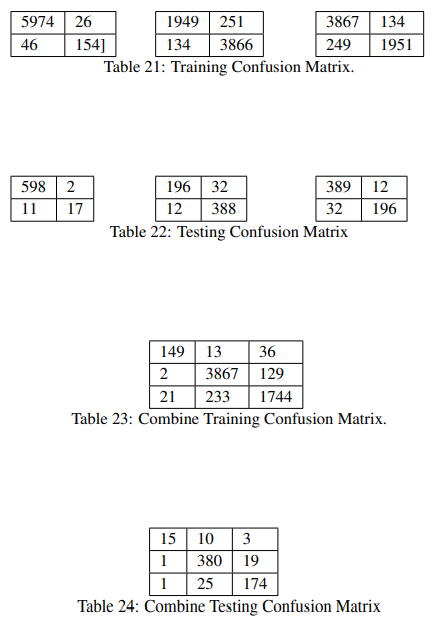 5974 26 1949 251 3867 134
46 154] 134 3866 249 1951
Table 21: Training Confusion Matrix.
598 2 196 32 389 12
11 17 12 388 32 196
Table 22: Testing Confusion Matrix
149 13 36
2 3867 129
21 233 1744
Table 23: Combine Training Confusion Matrix.
15 10 3
1 380 19
1 25 174
Table 24: Combine Testing Confusion Matrix